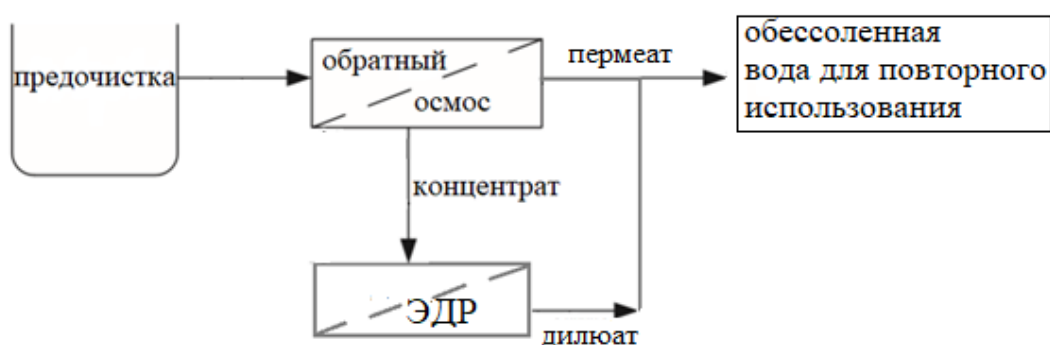 предочистка
обратный
осмос
пермеат
обессоленная
вода для повторного
использования
концентрат
ЭДР
дилюат